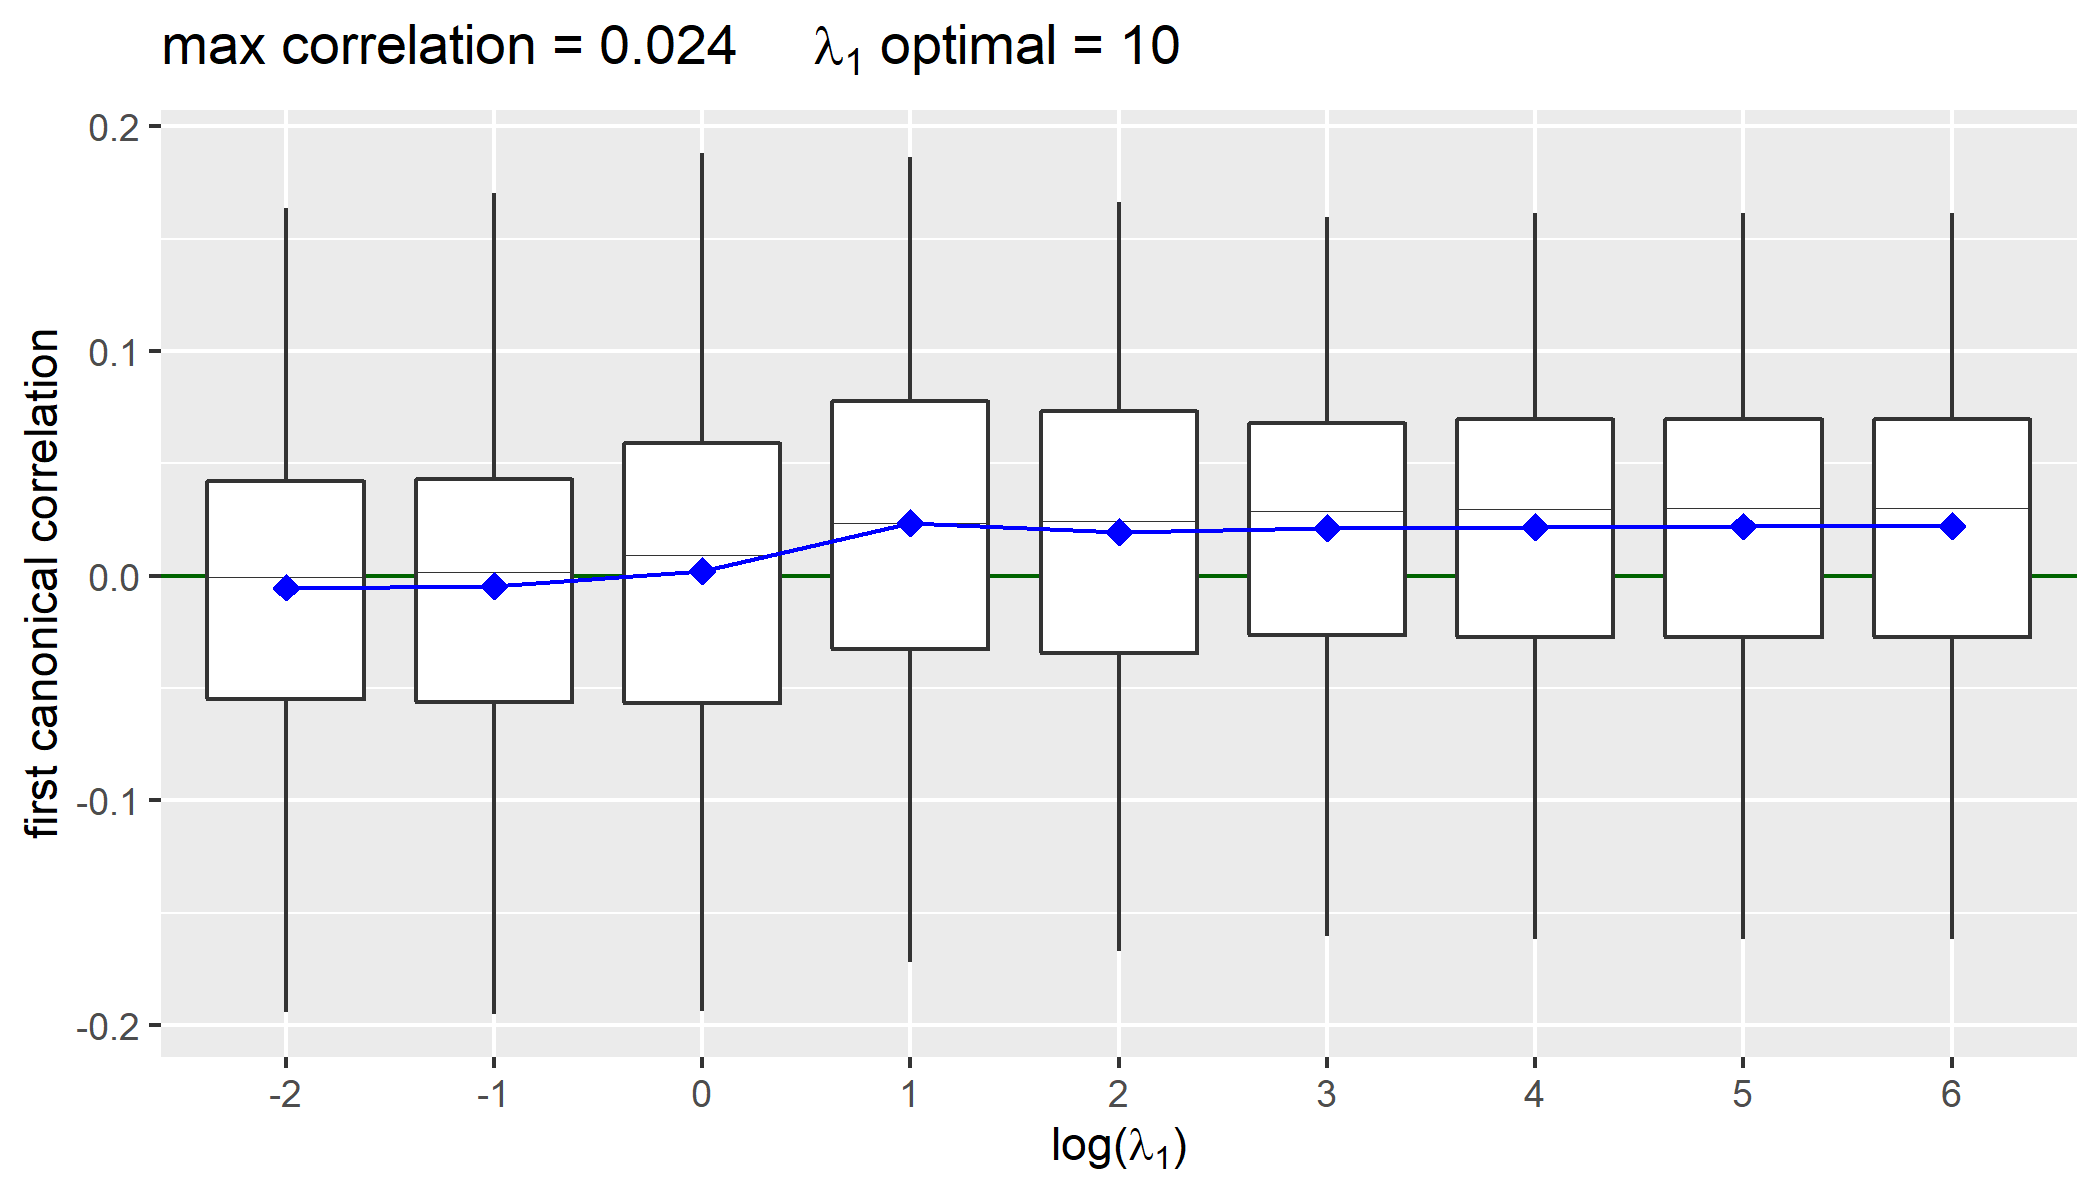 max correlation = 0.024 λ₁ optimal = 10
first canonical correlation
0.2
0.1
0.0
-0.1
-0.2
-2 -1 0 1 2 3 4 5 6
log(λ₁)